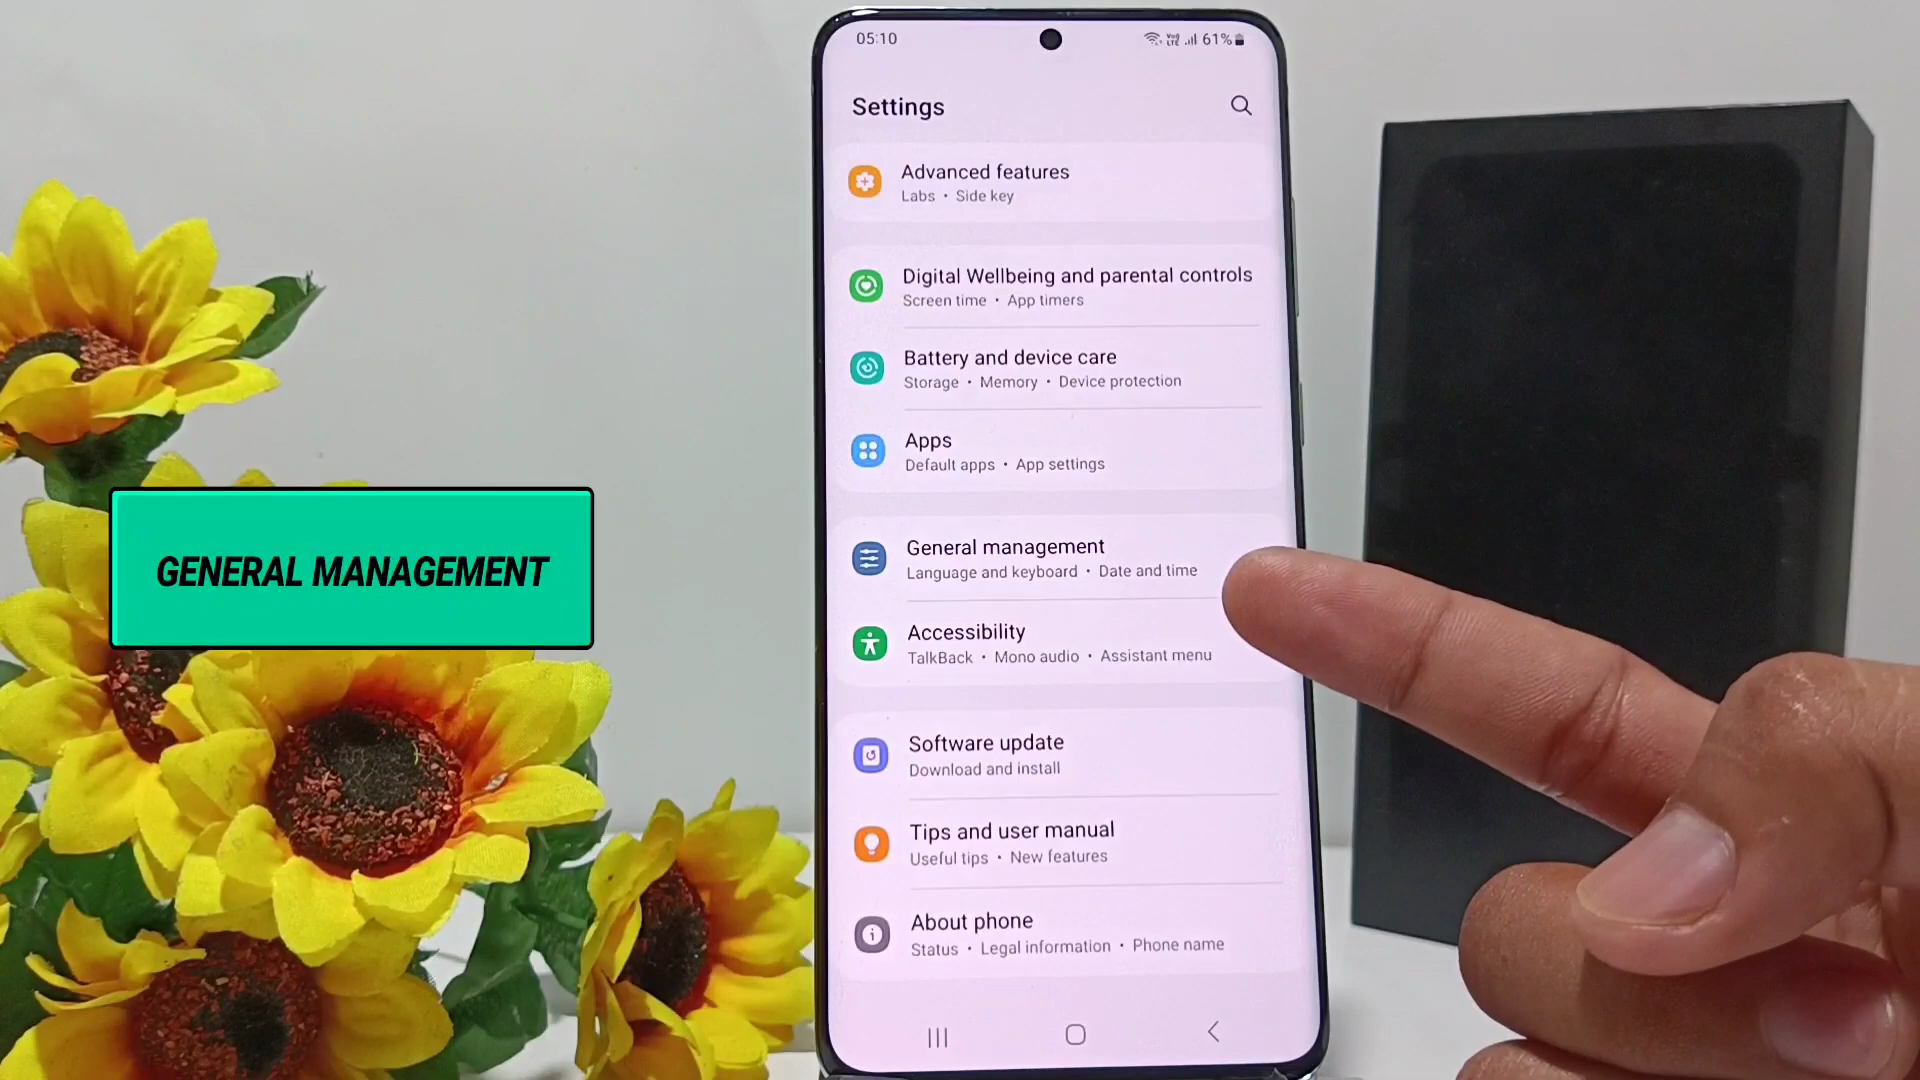 05:10
61%
Settings
Advanced features
Labs • Side key
Digital Wellbeing and parental controls
Screen time • App timers
Battery and device care
Storage • Memory • Device protection
Apps
Default apps • App settings
GENERAL MANAGEMENT
General management
Language and keyboard • Date and time
Accessibility
TalkBack • Mono audio • Assistant menu
Software update
Download and install
Tips and user manual
Useful tips • New features
About phone
Status • Legal information • Phone name